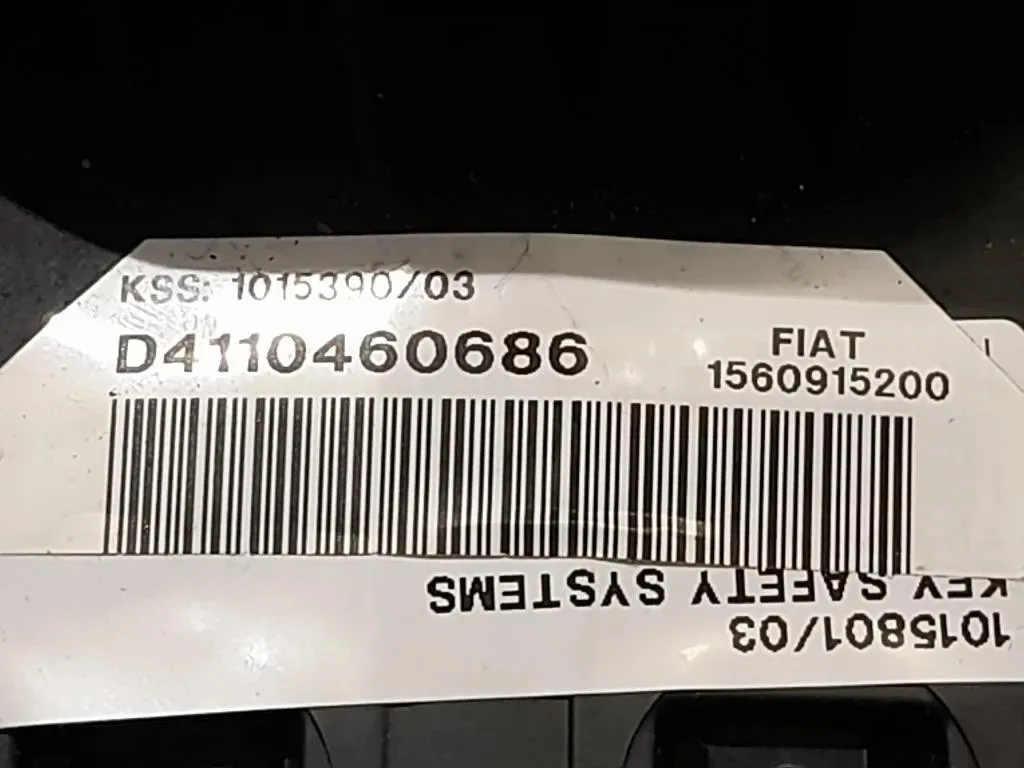 KSS: 1015390/03
D4110460686
FIAT
1560915200
KEY SAFETY SYSTEMS
1015801/03